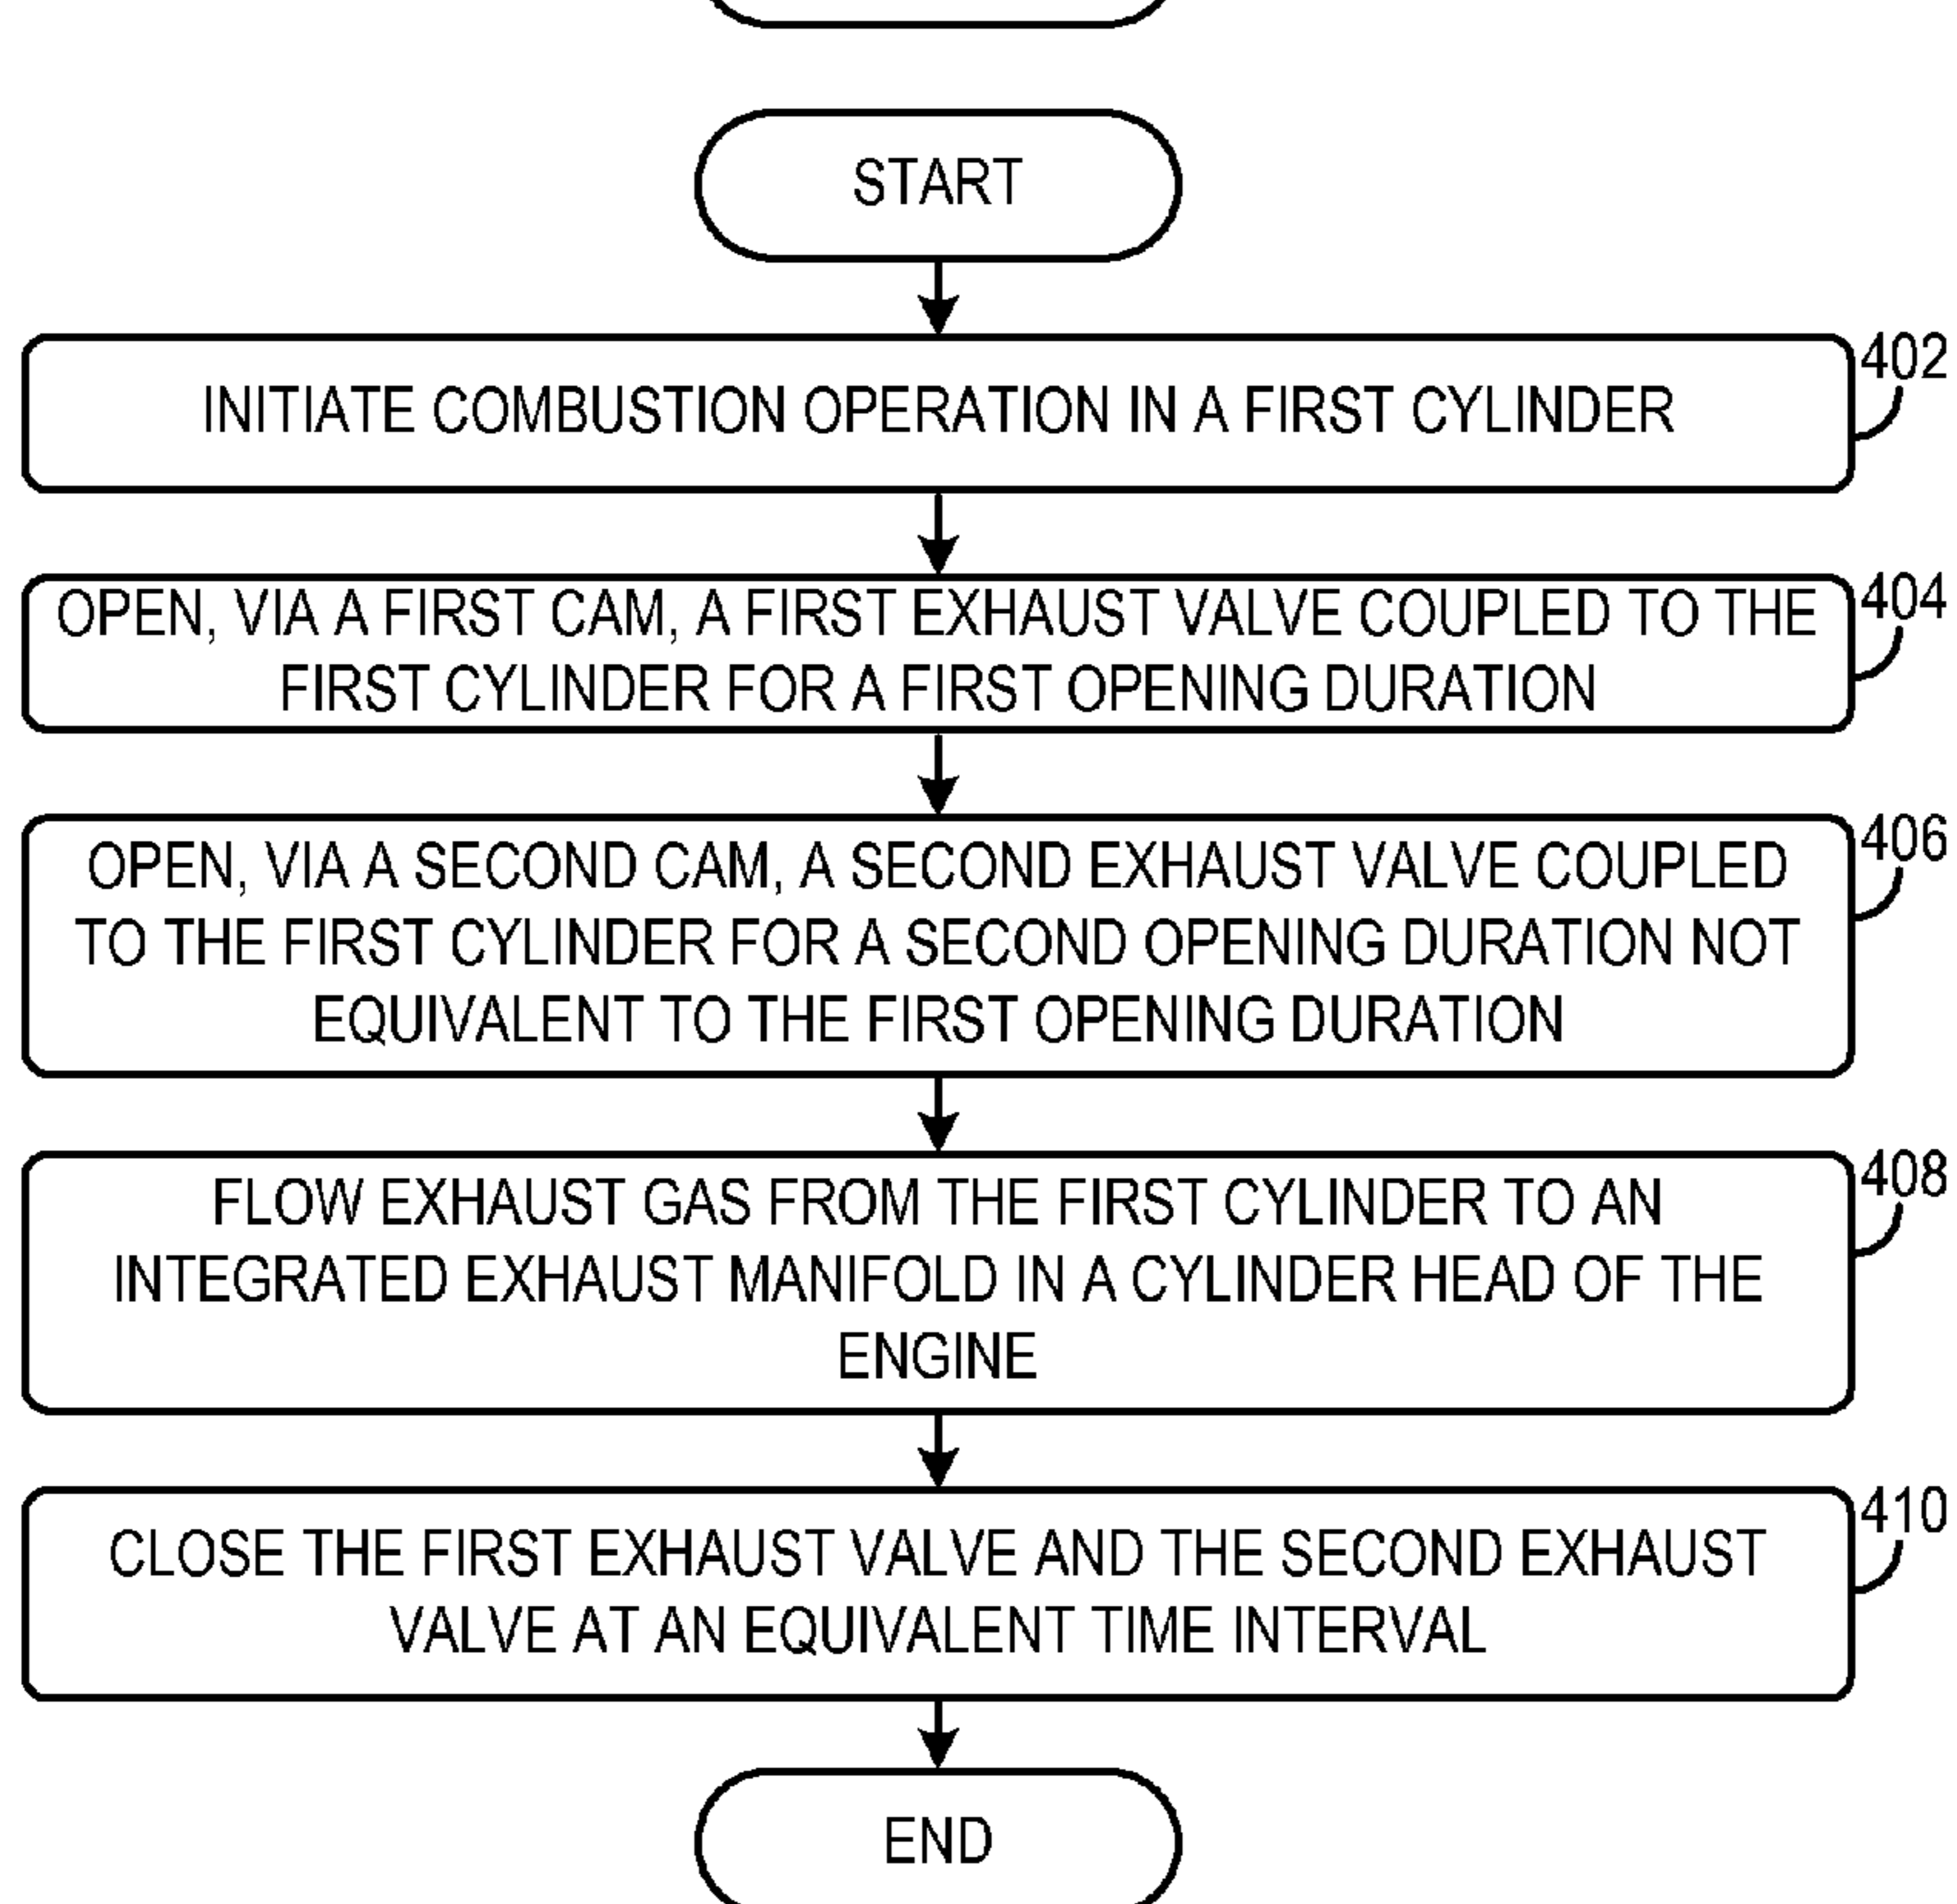 START
402
INITIATE COMBUSTION OPERATION IN A FIRST CYLINDER
404
OPEN, VIA A FIRST CAM, A FIRST EXHAUST VALVE COUPLED TO THE
FIRST CYLINDER FOR A FIRST OPENING DURATION
406
OPEN, VIA A SECOND CAM, A SECOND EXHAUST VALVE COUPLED
TO THE FIRST CYLINDER FOR A SECOND OPENING DURATION NOT
EQUIVALENT TO THE FIRST OPENING DURATION
408
FLOW EXHAUST GAS FROM THE FIRST CYLINDER TO AN
INTEGRATED EXHAUST MANIFOLD IN A CYLINDER HEAD OF THE
ENGINE
410
CLOSE THE FIRST EXHAUST VALVE AND THE SECOND EXHAUST
VALVE AT AN EQUIVALENT TIME INTERVAL
END